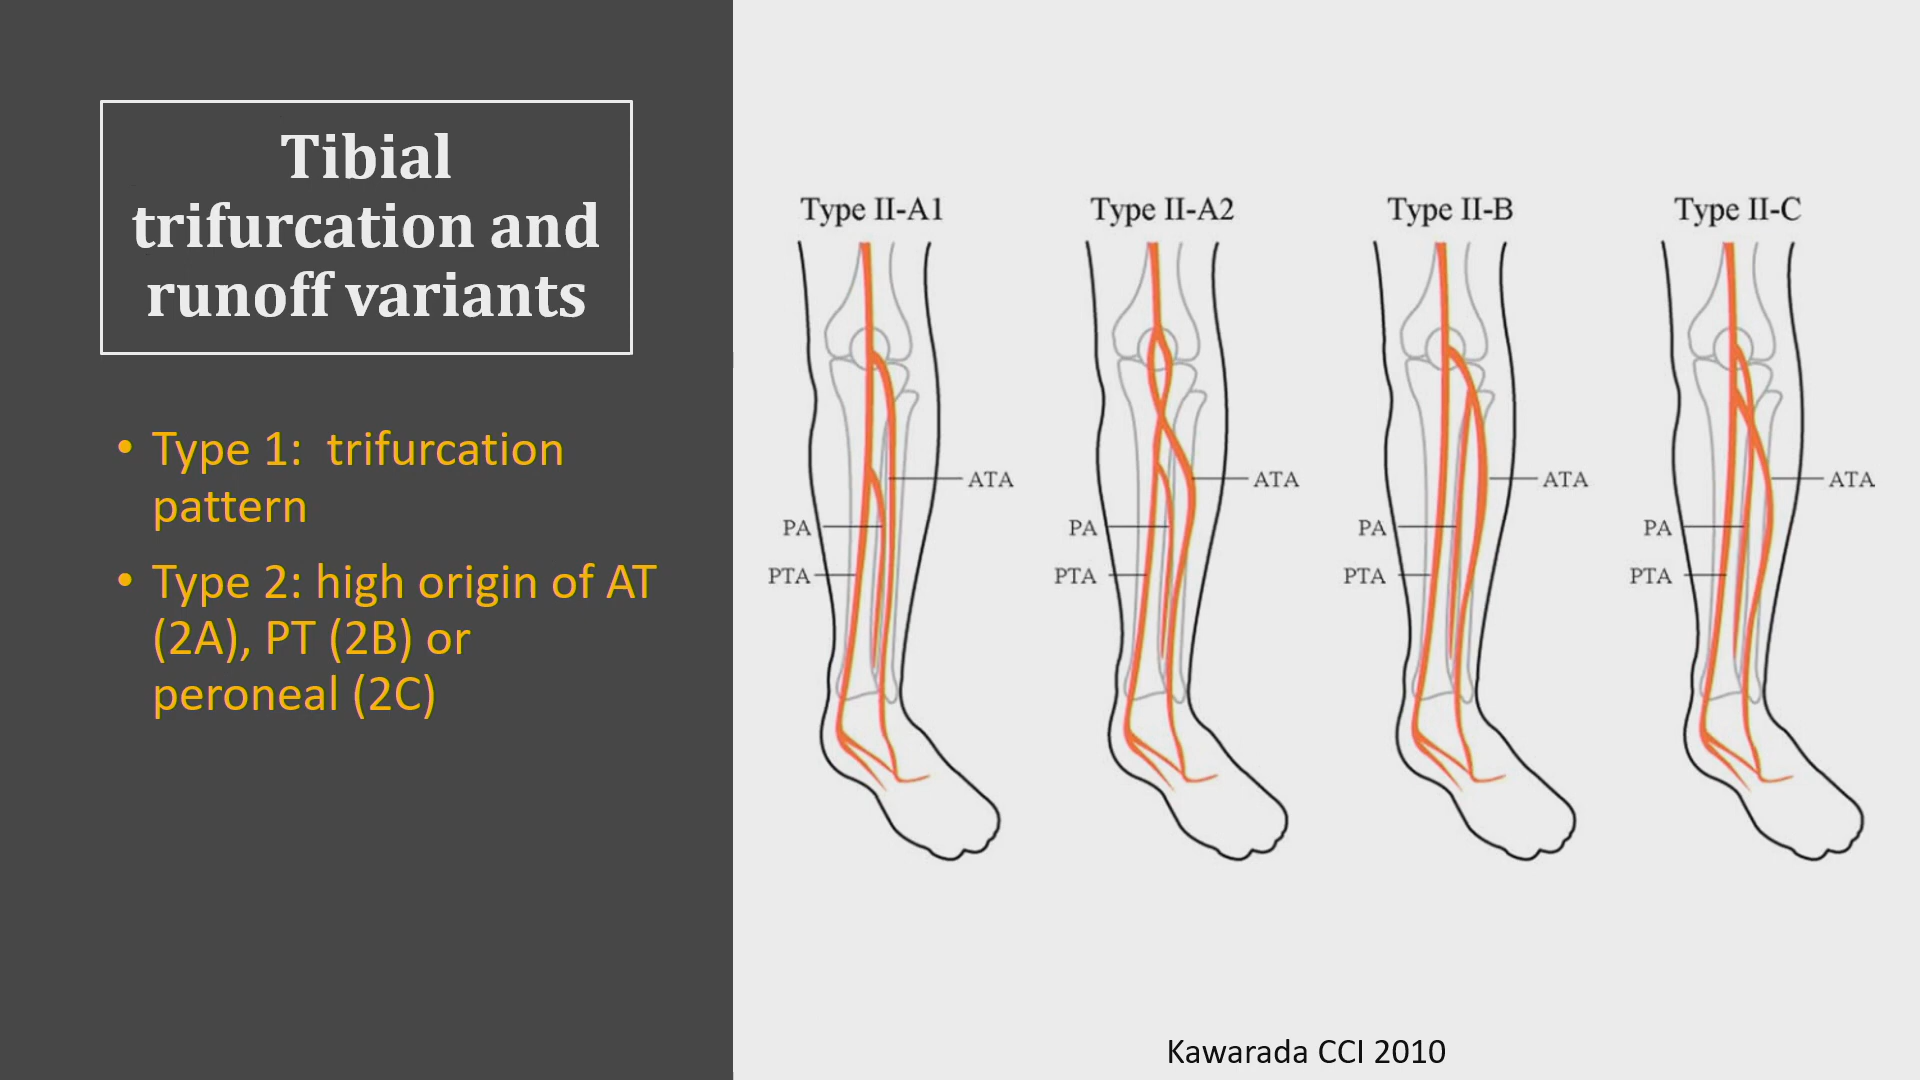 Tibial
trifurcation and
runoff variants
• Type 1:  trifurcation
pattern
• Type 2: high origin of AT
(2A), PT (2B) or
peroneal (2C)
Type II-A1
ATA
PA
PTA
Type II-A2
ATA
PA
PTA
Type II-B
ATA
PA
PTA
Type II-C
ATA
PA
PTA
Kawarada CCI 2010